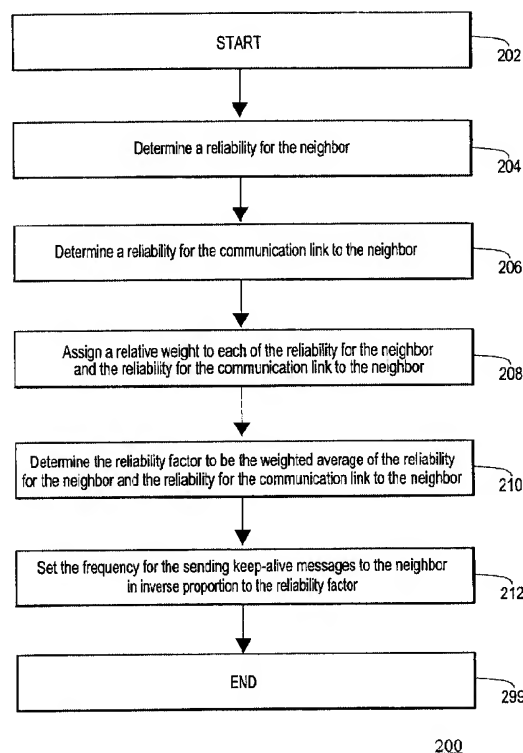 START
202
Determine a reliability for the neighbor
204
Determine a reliability for the communication link to the neighbor
206
Assign a relative weight to each of the reliability for the neighbor
and the reliability for the communication link to the neighbor
208
Determine the reliability factor to be the weighted average of the reliability
for the neighbor and the reliability for the communication link to the neighbor
210
Set the frequency for the sending keep-alive messages to the neighbor
in inverse proportion to the reliability factor
212
END
299
200